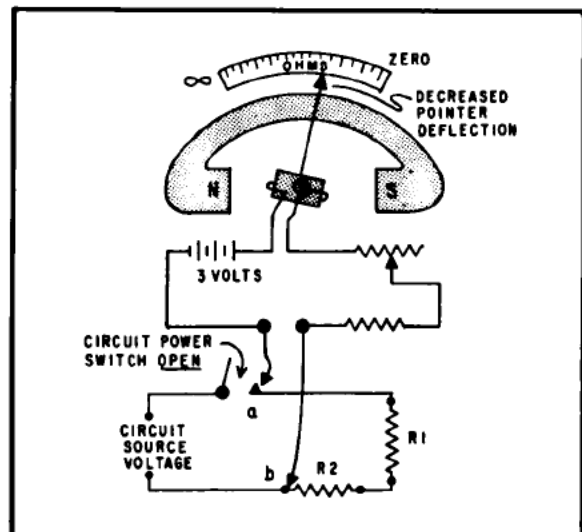 OHMS
ZERO
∞
DECREASED
POINTER
DEFLECTION
N
S
3 VOLTS
CIRCUIT POWER
SWITCH OPEN
a
CIRCUIT
SOURCE
VOLTAGE
R1
b
R2